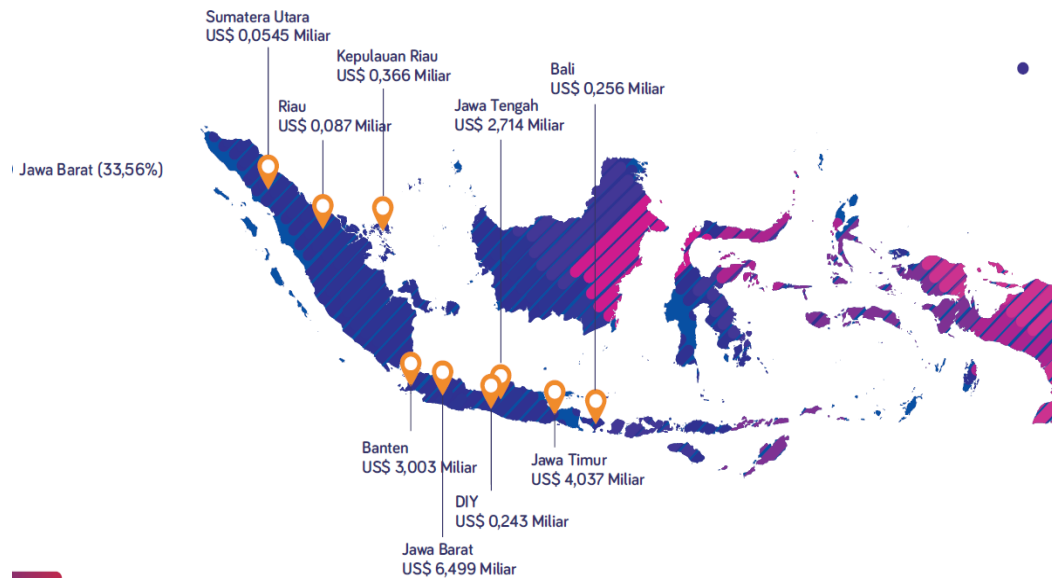 Sumatera Utara
US$ 0,0545 Miliar
Kepulauan Riau
US$ 0,366 Miliar
Bali
US$ 0,256 Miliar
Riau
US$ 0,087 Miliar
Jawa Tengah
US$ 2,714 Miliar
Jawa Barat (33,56%)
Banten
US$ 3,003 Miliar
Jawa Timur
US$ 4,037 Miliar
DIY
US$ 0,243 Miliar
Jawa Barat
US$ 6,499 Miliar